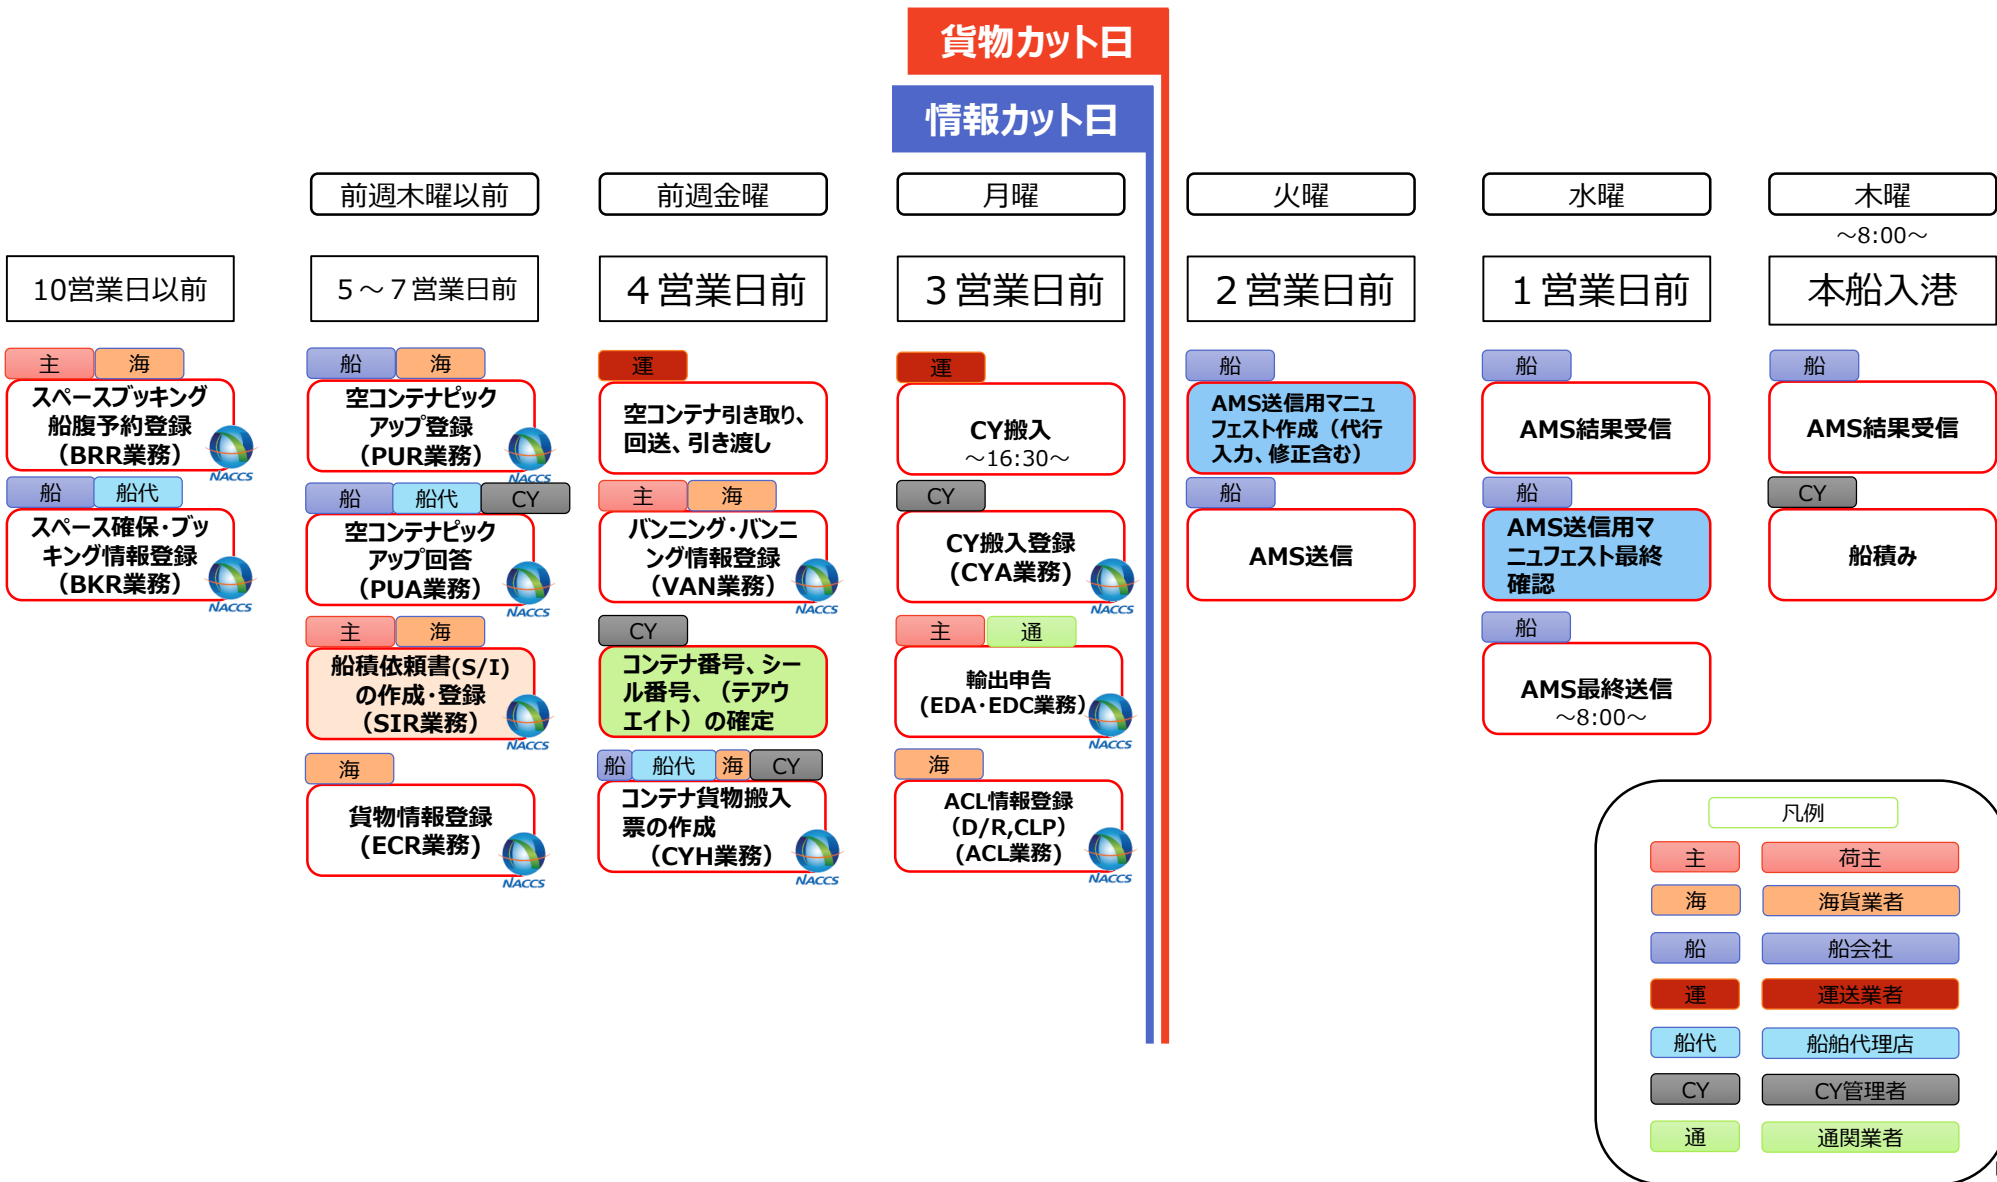 貨物カット日
情報カット日
前週木曜以前
前週金曜
月曜
火曜
水曜
木曜
～8:00～
10営業日以前
５～７営業日前
４営業日前
３営業日前
２営業日前
１営業日前
本船入港
主
海
スペースブッキング
船腹予約登録
（BRR業務）
NACCS
船
船代
スペース確保・ブッ
キング情報登録
（BKR業務）
NACCS
船
海
空コンテナピック
アップ登録
（PUR業務）
NACCS
船
船代
CY
空コンテナピック
アップ回答
（PUA業務）
NACCS
主
海
船積依頼書(S/I)
の作成・登録
（SIR業務）
NACCS
海
貨物情報登録
(ECR業務)
NACCS
運
空コンテナ引き取り、
回送、引き渡し
主
海
バンニング・バンニ
ング情報登録
（VAN業務）
NACCS
CY
コンテナ番号、シー
ル番号、（テアウ
エイト）の確定
船
船代
海
CY
コンテナ貨物搬入
票の作成
（CYH業務）
NACCS
運
CY搬入
～16:30～
CY
CY搬入登録
(CYA業務)
NACCS
主
通
輸出申告
(EDA・EDC業務)
NACCS
海
ACL情報登録
（D/R,CLP）
(ACL業務)
NACCS
船
AMS送信用マニュ
フェスト作成（代行
入力、修正含む）
船
AMS送信
船
AMS結果受信
船
AMS送信用マ
ニュフェスト最終
確認
船
AMS最終送信
～8:00～
船
AMS結果受信
CY
船積み
凡例
主 荷主
海 海貨業者
船 船会社
運 運送業者
船代 船舶代理店
CY CY管理者
通 通関業者